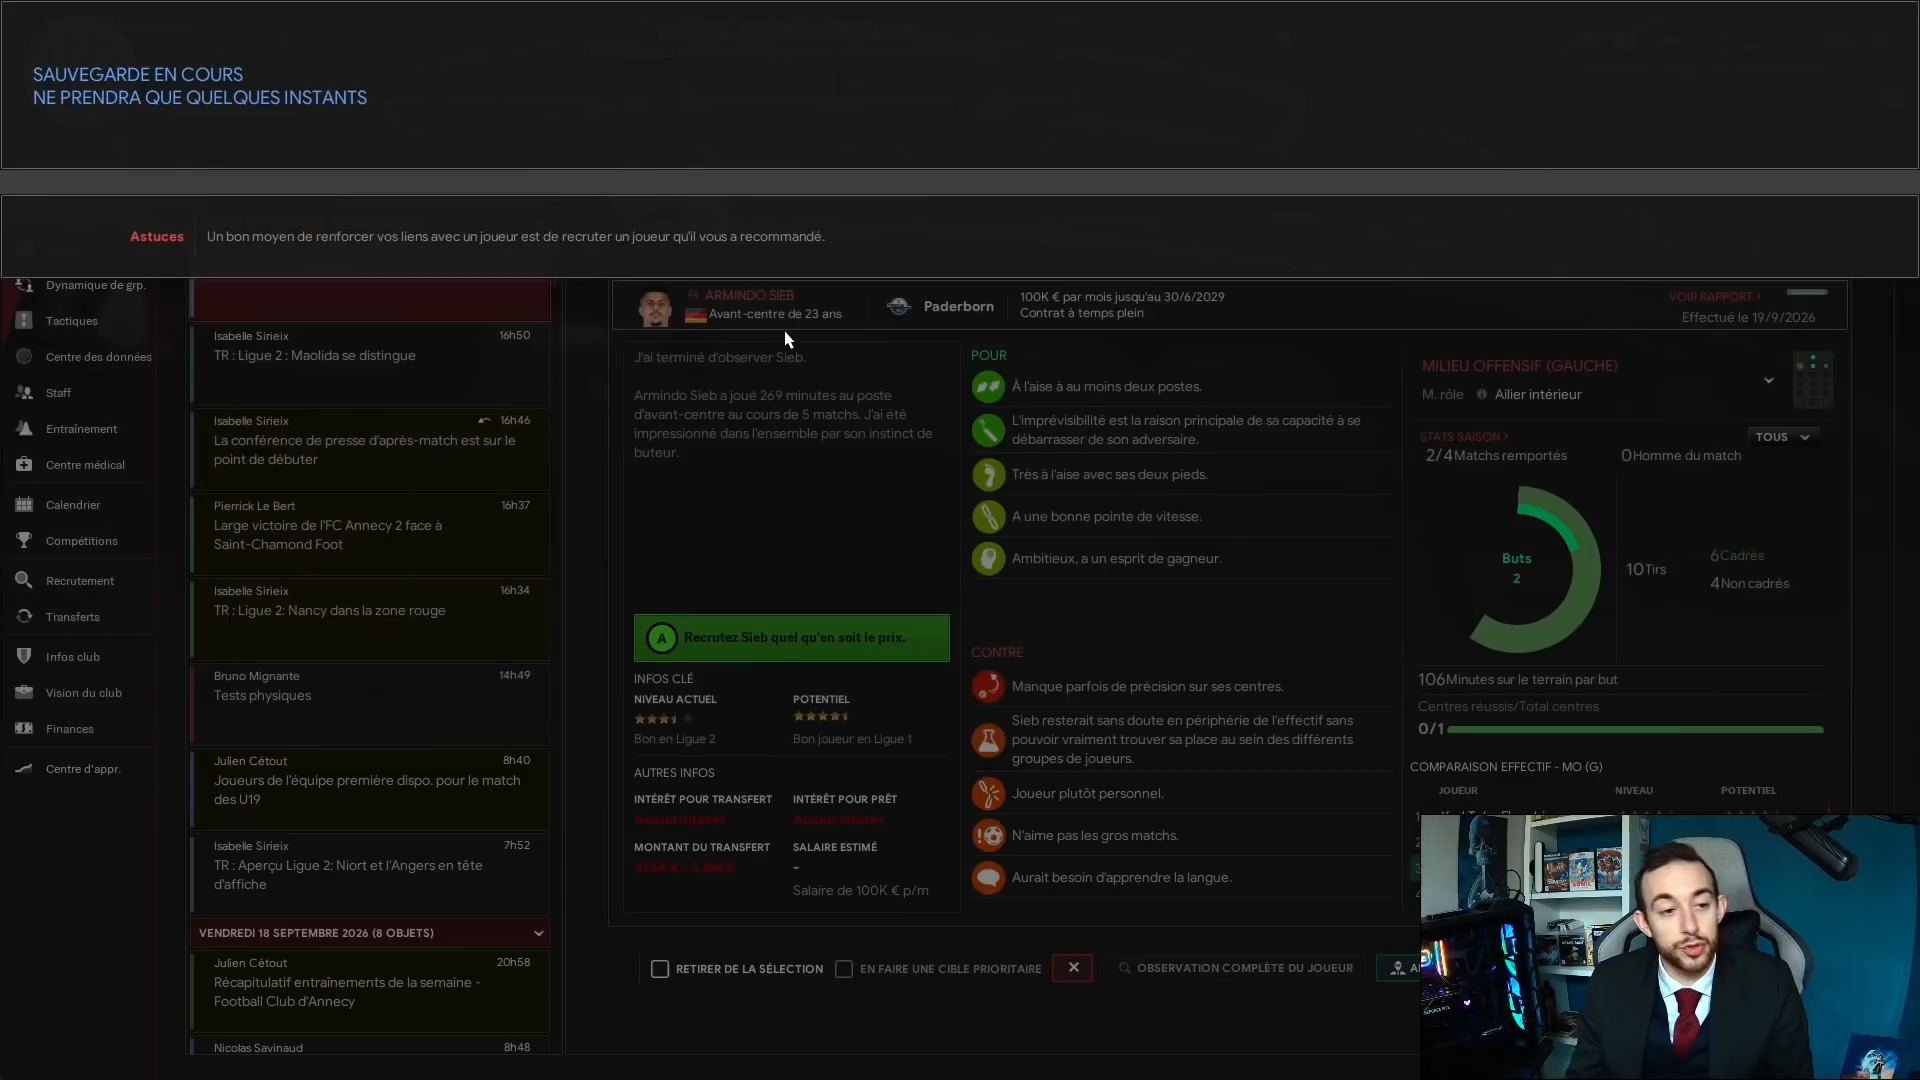 SAUVEGARDE EN COURS
NE PRENDRA QUE QUELQUES INSTANTS
Astuces
Un bon moyen de renforcer vos liens avec un joueur est de recruter un joueur qu'il vous a recommandé.
Dynamique de grp.
Tactiques
Centre des données
Staff
Entraînement
Centre médical
Calendrier
Compétitions
Recrutement
Transferts
Infos club
Vision du club
Finances
Centre d'appr.
Isabelle Sirieix 16h50
TR : Ligue 2 : Maolida se distingue
Isabelle Sirieix 16h46
La conférence de presse d'après-match est sur le
point de débuter
Pierrick Le Bert 16h37
Large victoire de l'FC Annecy 2 face à
Saint-Chamond Foot
Isabelle Sirieix 16h34
TR : Ligue 2: Nancy dans la zone rouge
Bruno Mignante 14h49
Tests physiques
Julien Cétout 8h40
Joueurs de l'équipe première dispo. pour le match
des U19
Isabelle Sirieix 7h52
TR : Aperçu Ligue 2: Niort et l'Angers en tête
d'affiche
VENDREDI 18 SEPTEMBRE 2026 (8 OBJETS)
Julien Cétout 20h58
Récapitulatif entraînements de la semaine -
Football Club d'Annecy
Nicolas Savinaud 8h48
ARMINDO SIEB
Avant-centre de 23 ans
Paderborn
100K € par mois jusqu'au 30/6/2029
Contrat à temps plein
VOIR RAPPORT >
Effectué le 19/9/2026
J'ai terminé d'observer Sieb.
Armindo Sieb a joué 269 minutes au poste
d'avant-centre au cours de 5 matchs. J'ai été
impressionné dans l'ensemble par son instinct de
buteur.
A Recrutez Sieb quel qu'en soit le prix.
INFOS CLÉ
NIVEAU ACTUEL
Bon en Ligue 2
POTENTIEL
Bon joueur en Ligue 1
AUTRES INFOS
INTÉRÊT POUR TRANSFERT
Aucun intérêt
INTÉRÊT POUR PRÊT
Aucun intérêt
MONTANT DU TRANSFERT
SALAIRE ESTIMÉ
-
Salaire de 100K € p/m
POUR
À l'aise à au moins deux postes.
L'imprévisibilité est la raison principale de sa capacité à se
débarrasser de son adversaire.
Très à l'aise avec ses deux pieds.
A une bonne pointe de vitesse.
Ambitieux, a un esprit de gagneur.
CONTRE
Manque parfois de précision sur ses centres.
Sieb resterait sans doute en périphérie de l'effectif sans
pouvoir vraiment trouver sa place au sein des différents
groupes de joueurs.
Joueur plutôt personnel.
N'aime pas les gros matchs.
Aurait besoin d'apprendre la langue.
MILIEU OFFENSIF (GAUCHE)
M. rôle Ailier intérieur
STATS SAISON >
TOUS
2/4 Matchs remportés
0 Homme du match
Buts
2
10 Tirs
6 Cadrés
4 Non cadrés
106 Minutes sur le terrain par but
Centres réussis/Total centres
0/1
COMPARAISON EFFECTIF - MO (G)
JOUEUR NIVEAU POTENTIEL
RETIRER DE LA SÉLECTION
EN FAIRE UNE CIBLE PRIORITAIRE
OBSERVATION COMPLÈTE DU JOUEUR